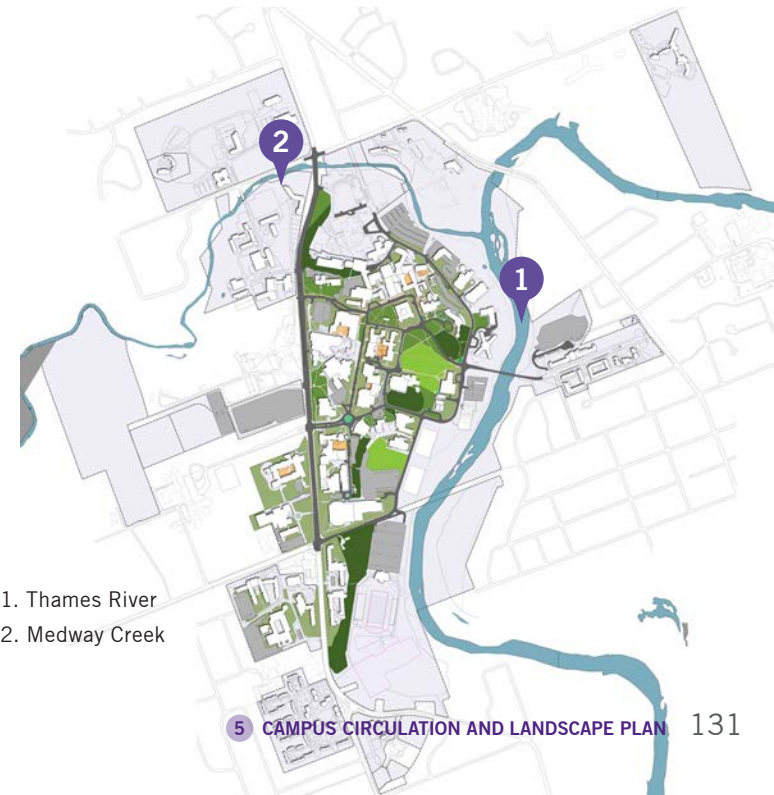 2
1
1. Thames River
2. Medway Creek
5 CAMPUS CIRCULATION AND LANDSCAPE PLAN 131